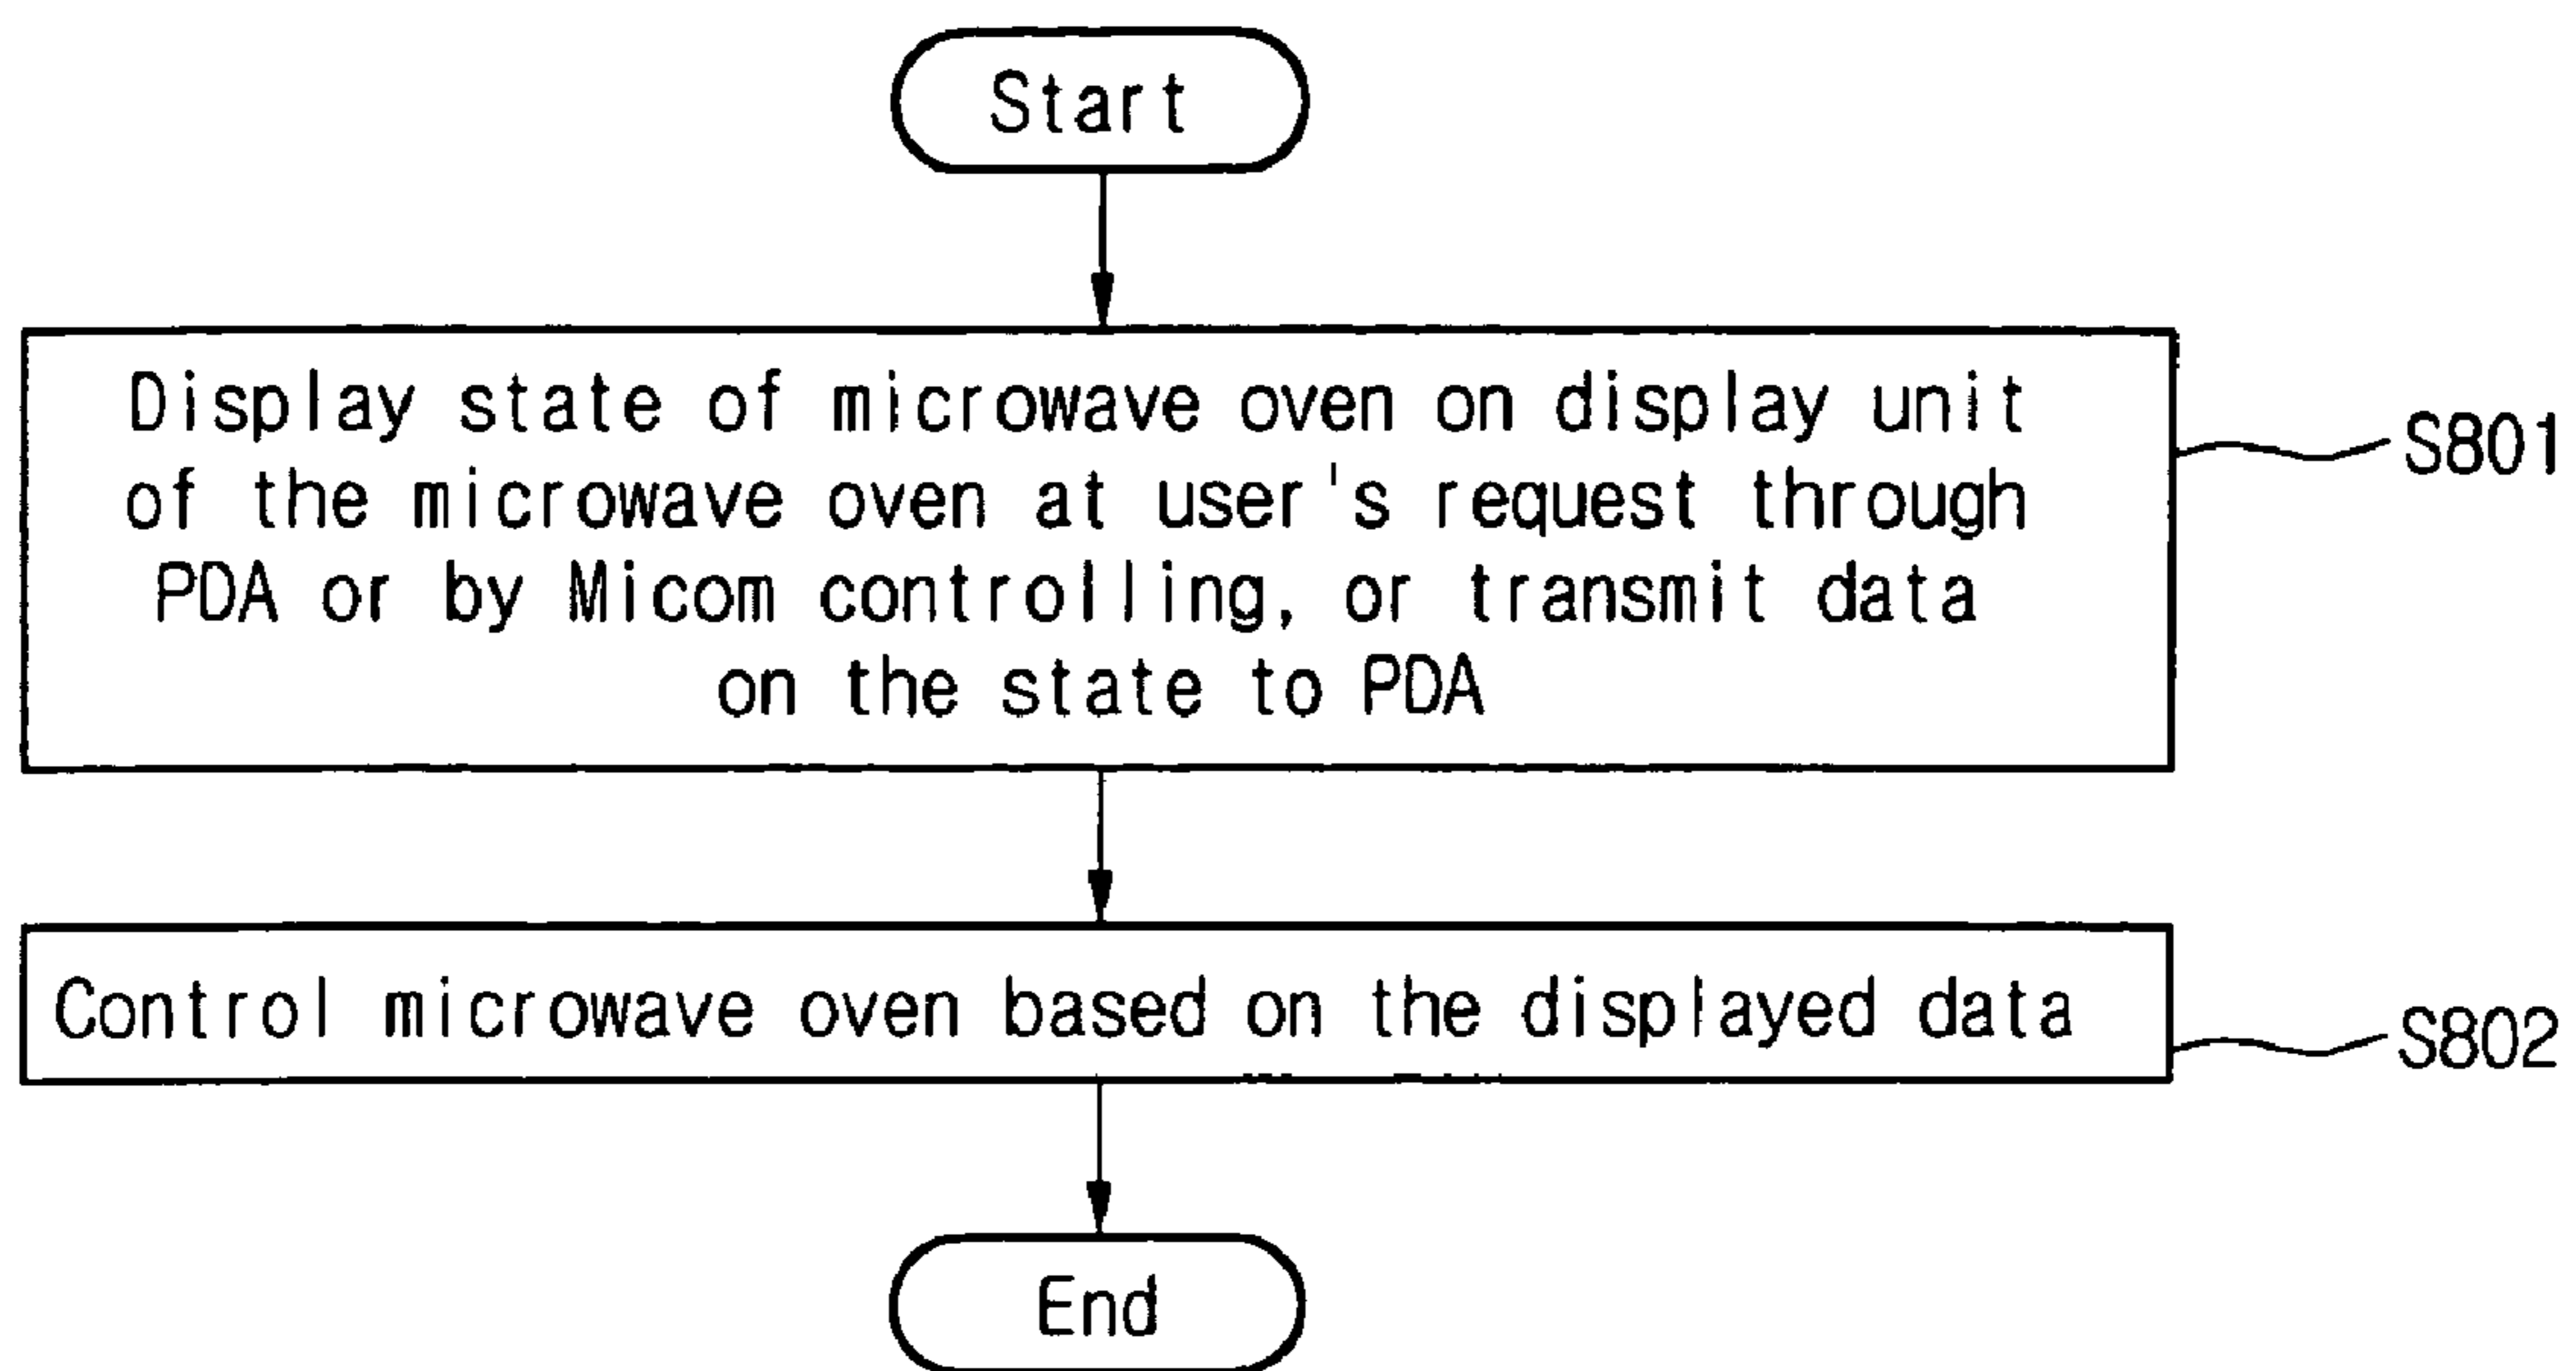 Start
Display state of microwave oven on display unit
of the microwave oven at user's request through
PDA or by Micom controlling, or transmit data
on the state to PDA
S801
Control microwave oven based on the displayed data
S802
End